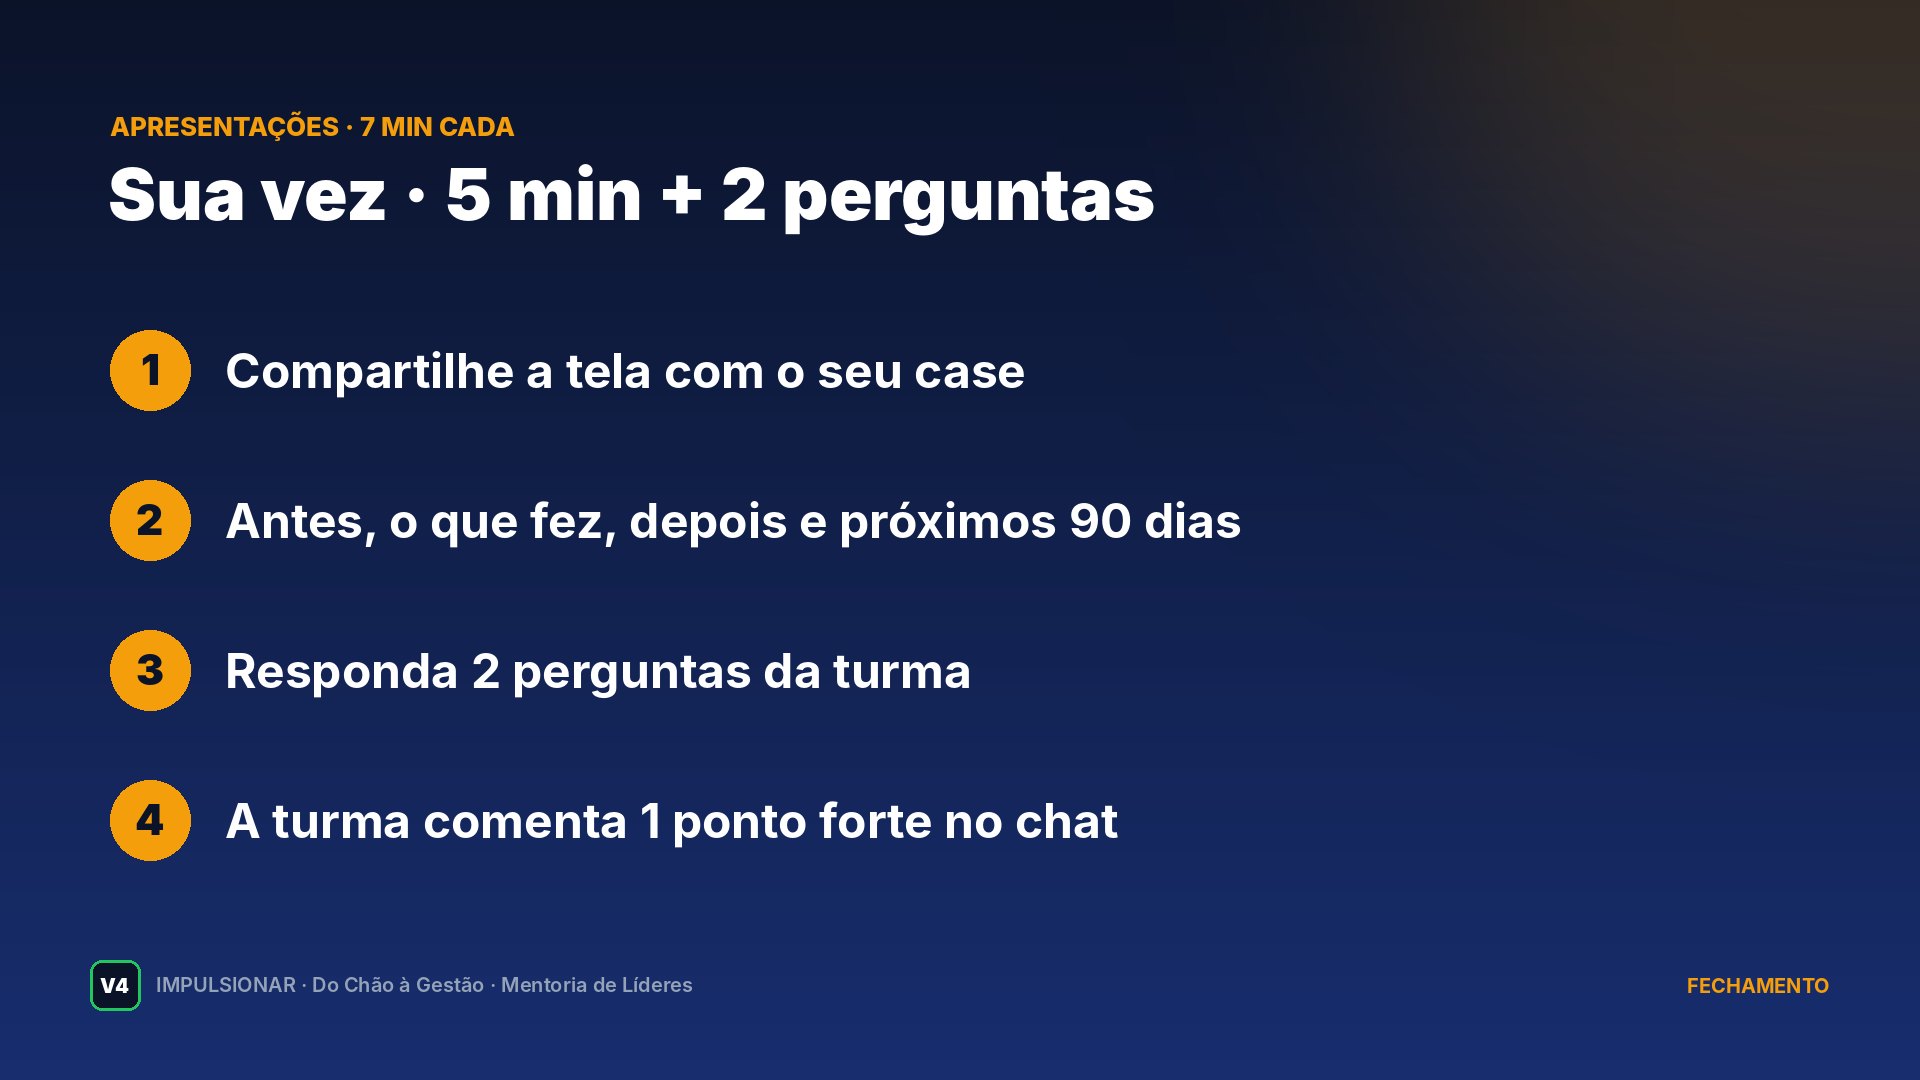 APRESENTAÇÕES · 7 MIN CADA
Sua vez · 5 min + 2 perguntas
1 Compartilhe a tela com o seu case
2 Antes, o que fez, depois e próximos 90 dias
3 Responda 2 perguntas da turma
4 A turma comenta 1 ponto forte no chat
V4 IMPULSIONAR · Do Chão à Gestão · Mentoria de Líderes
FECHAMENTO